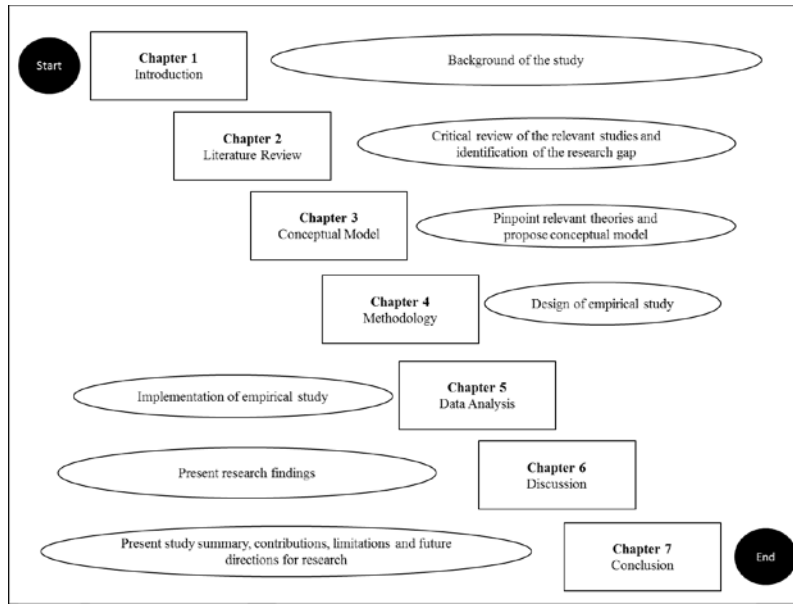 Start
Chapter 1
Introduction
Background of the study
Chapter 2
Literature Review
Critical review of the relevant studies and
identification of the research gap
Chapter 3
Conceptual Model
Pinpoint relevant theories and
propose conceptual model
Chapter 4
Methodology
Design of empirical study
Implementation of empirical study
Chapter 5
Data Analysis
Present research findings
Chapter 6
Discussion
Present study summary, contributions, limitations and future
directions for research
Chapter 7
Conclusion
End